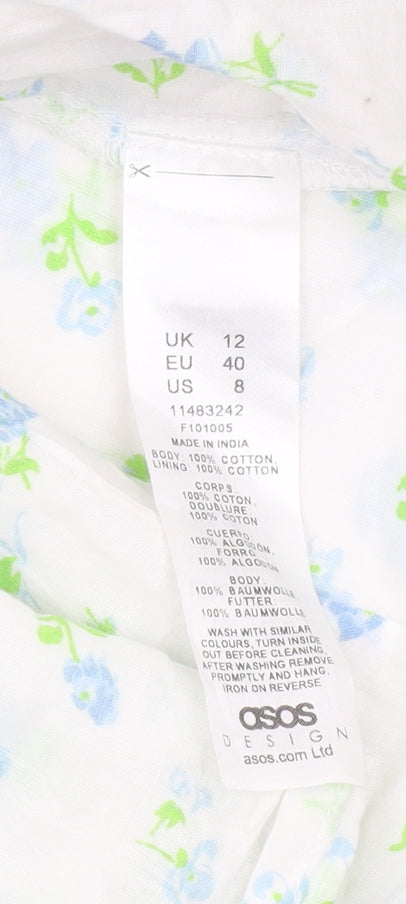 UK 12
EU 40
US 8
11483242
F101005
MADE IN INDIA
BODY: 100% COTTON,
LINING: 100% COTTON
CORPS:
100% COTON,
DOUBLURE:
100% COTON
CUERPO:
100% ALGODÓN,
FORRO:
100% ALGODÓN
BODY:
100% BAUMWOLLE,
FUTTER:
100% BAUMWOLLE
WASH WITH SIMILAR
COLOURS, TURN INSIDE
OUT BEFORE CLEANING,
AFTER WASHING REMOVE
PROMPTLY AND HANG,
IRON ON REVERSE
asos
DESIGN
asos.com Ltd